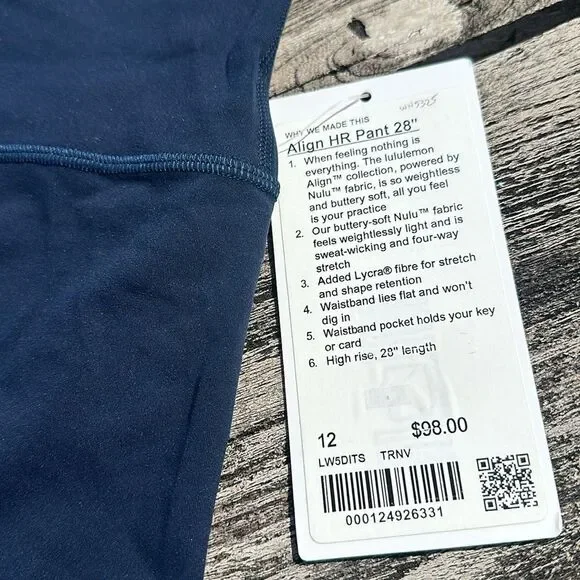 WHY WE MADE THIS
Align HR Pant 28"
1. When feeling nothing is
everything. The lululemon
Align™ collection, powered by
Nulu™ fabric, is so weightless
and buttery soft, all you feel
is your practice
2. Our buttery-soft Nulu™ fabric
feels weightlessly light and is
sweat-wicking and four-way
stretch
3. Added Lycra® fibre for stretch
and shape retention
4. Waistband lies flat and won't
dig in
5. Waistband pocket holds your key
or card
6. High rise, 28" length
12 $98.00
LW5DITS TRNV
000124926331